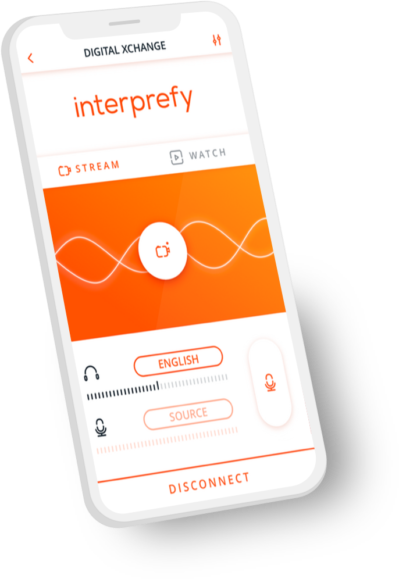 DIGITAL XCHANGE
interprefy
STREAM
WATCH
ENGLISH
SOURCE
DISCONNECT